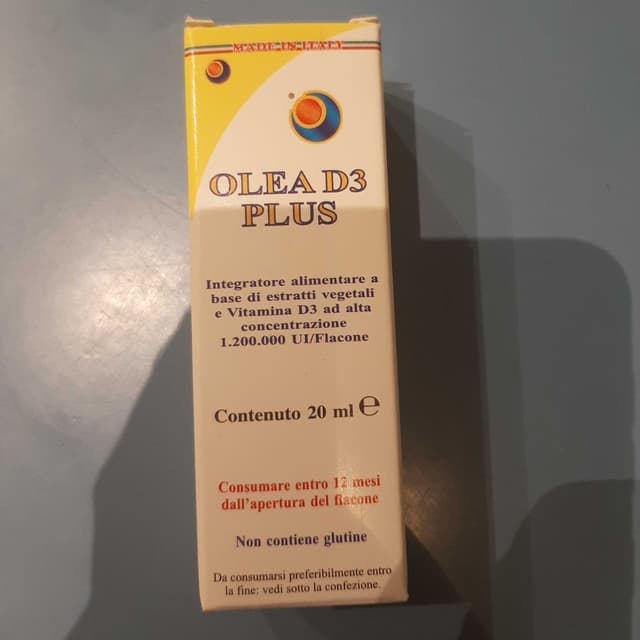 MADE IN ITALY
OLEA D3
PLUS
Integratore alimentare a
base di estratti vegetali
e Vitamina D3 ad alta
concentrazione
1.200.000 UI/Flacone
Contenuto 20 ml ℮
Consumare entro 12 mesi
dall'apertura del flacone
Non contiene glutine
Da consumarsi preferibilmente entro
la fine: vedi sotto la confezione.